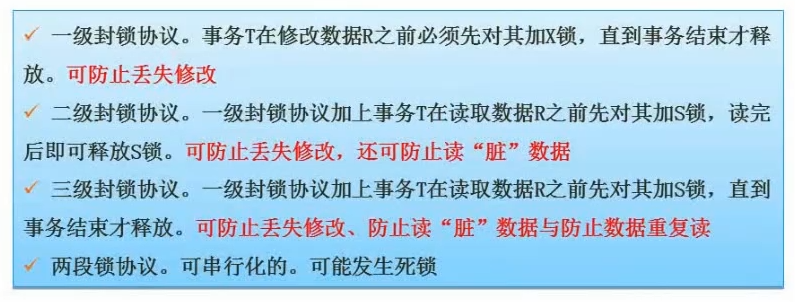 ✓ 一级封锁协议。事务T在修改数据R之前必须先对其加X锁，直到事务结束才释
放。可防止丢失修改
✓ 二级封锁协议。一级封锁协议加上事务T在读取数据R之前先对其加S锁，读完
后即可释放S锁。可防止丢失修改，还可防止读“脏”数据
✓ 三级封锁协议。一级封锁协议加上事务T在读取数据R之前先对其加S锁，直到
事务结束才释放。可防止丢失修改、防止读“脏”数据与防止数据重复读
✓ 两段锁协议。可串行化的。可能发生死锁